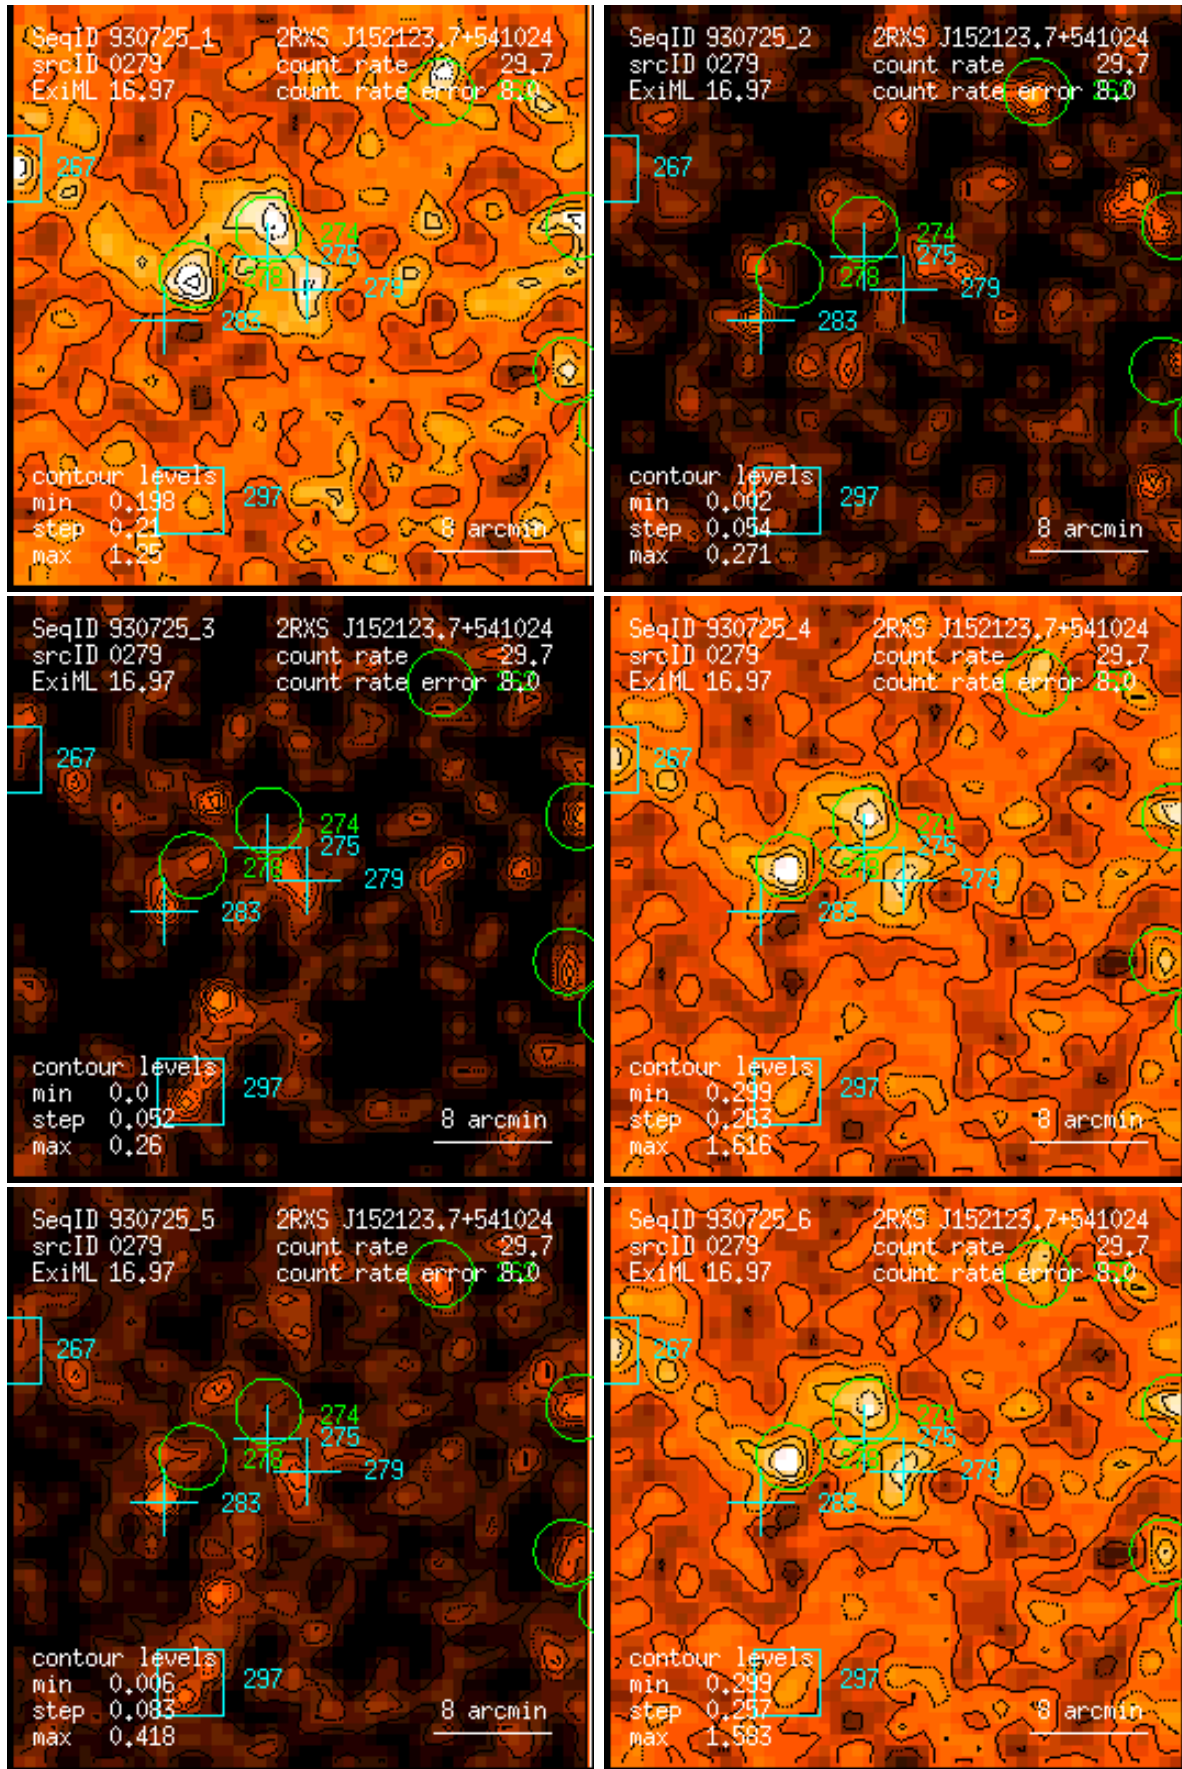 SeqID 930725_1 2RXS J152123.7+541024
srcID 0279 count rate 29.7
ExiML 16.97 count rate error 8.0
267
274
275
278
279
283
contour levels
297
min 0.198
step 0.21
8 arcmin
max 1.25
SeqID 930725_2 2RXS J152123.7+541024
srcID 0279 count rate 29.7
ExiML 16.97 count rate error 8.0
267
274
275
278
279
283
contour levels
297
min 0.002
step 0.054
8 arcmin
max 0.271
SeqID 930725_3 2RXS J152123.7+541024
srcID 0279 count rate 29.7
ExiML 16.97 count rate error 8.0
267
274
275
278
279
283
contour levels
297
min 0.0
step 0.052
8 arcmin
max 0.26
SeqID 930725_4 2RXS J152123.7+541024
srcID 0279 count rate 29.7
ExiML 16.97 count rate error 8.0
267
274
275
278
279
283
contour levels
297
min 0.299
step 0.263
8 arcmin
max 1.616
SeqID 930725_5 2RXS J152123.7+541024
srcID 0279 count rate 29.7
ExiML 16.97 count rate error 8.0
267
274
275
278
279
283
contour levels
297
min 0.006
step 0.083
8 arcmin
max 0.418
SeqID 930725_6 2RXS J152123.7+541024
srcID 0279 count rate 29.7
ExiML 16.97 count rate error 8.0
267
274
275
278
279
283
contour levels
297
min 0.299
step 0.257
8 arcmin
max 1.583